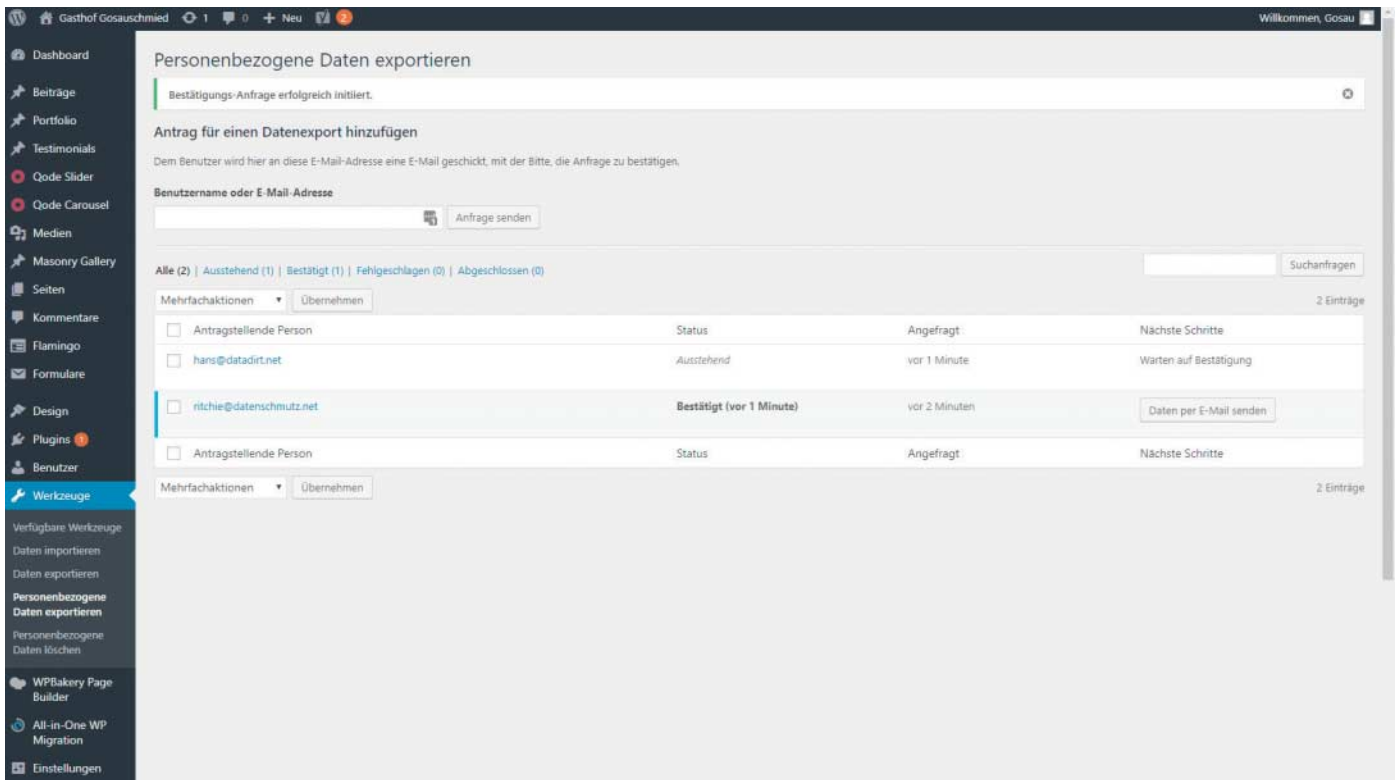 Gasthof Gosauschmied 1 0 + Neu 2 Willkommen, Gosau
Dashboard
Beiträge
Portfolio
Testimonials
Qode Slider
Qode Carousel
Medien
Masonry Gallery
Seiten
Kommentare
Flamingo
Formulare
Design
Plugins 1
Benutzer
Werkzeuge
Verfügbare Werkzeuge
Daten importieren
Daten exportieren
Personenbezogene
Daten exportieren
Personenbezogene
Daten löschen
WPBakery Page
Builder
All-in-One WP
Migration
Einstellungen
Personenbezogene Daten exportieren
Bestätigungs-Anfrage erfolgreich initiiert.
Antrag für einen Datenexport hinzufügen
Dem Benutzer wird hier an diese E-Mail-Adresse eine E-Mail geschickt, mit der Bitte, die Anfrage zu bestätigen.
Benutzername oder E-Mail-Adresse
Anfrage senden
Alle (2) | Ausstehend (1) | Bestätigt (1) | Fehlgeschlagen (0) | Abgeschlossen (0) Suchanfragen
Mehrfachaktionen Übernehmen 2 Einträge
Antragstellende Person Status Angefragt Nächste Schritte
hans@datadirt.net Ausstehend vor 1 Minute Warten auf Bestätigung
ritchie@datenschmutz.net Bestätigt (vor 1 Minute) vor 2 Minuten Daten per E-Mail senden
Antragstellende Person Status Angefragt Nächste Schritte
Mehrfachaktionen Übernehmen 2 Einträge